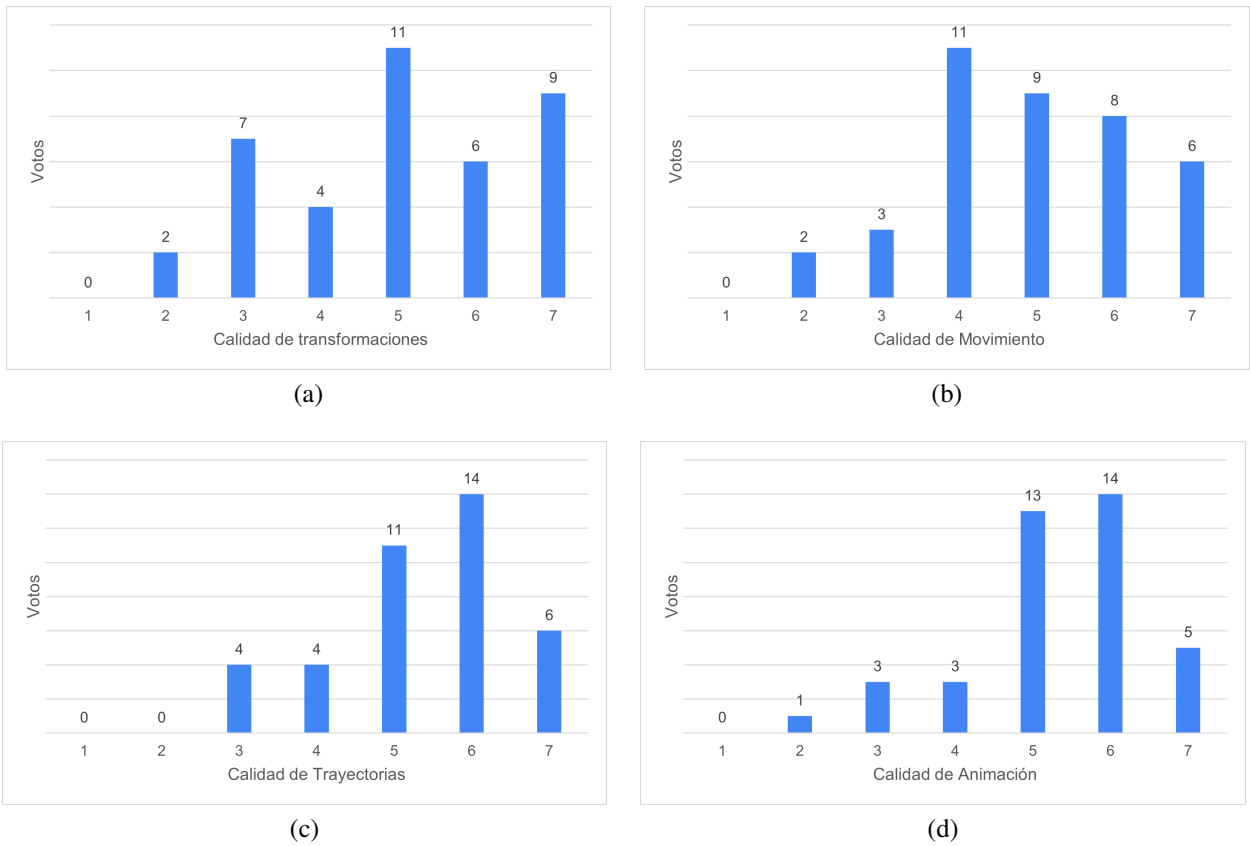 11
9
7
6
4
2
0
Votos
1 2 3 4 5 6 7
Calidad de transformaciones
(a)
11
9
8
6
3
2
0
Votos
1 2 3 4 5 6 7
Calidad de Movimiento
(b)
14
11
6
4 4
0 0
Votos
1 2 3 4 5 6 7
Calidad de Trayectorias
(c)
14
13
5
3 3
1
0
Votos
1 2 3 4 5 6 7
Calidad de Animación
(d)